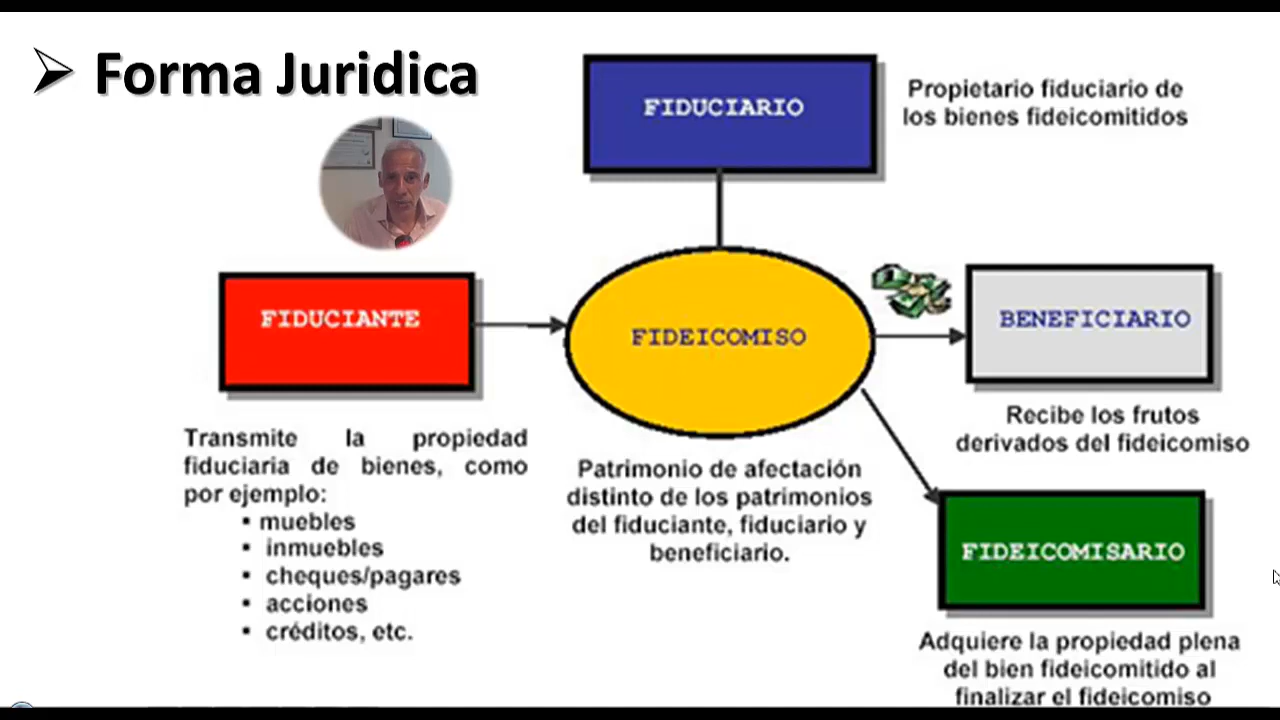 Forma Juridica
FIDUCIARIO
Propietario fiduciario de
los bienes fideicomitidos
FIDUCIANTE
FIDEICOMISO
BENEFICIARIO
Transmite la propiedad
fiduciaria de bienes, como
por ejemplo:
▪ muebles
▪ inmuebles
▪ cheques/pagares
▪ acciones
▪ créditos, etc.
Patrimonio de afectación
distinto de los patrimonios
del fiduciante, fiduciario y
beneficiario.
Recibe los frutos
derivados del fideicomiso
FIDEICOMISARIO
Adquiere la propiedad plena
del bien fideicomitido al
finalizar el fideicomiso